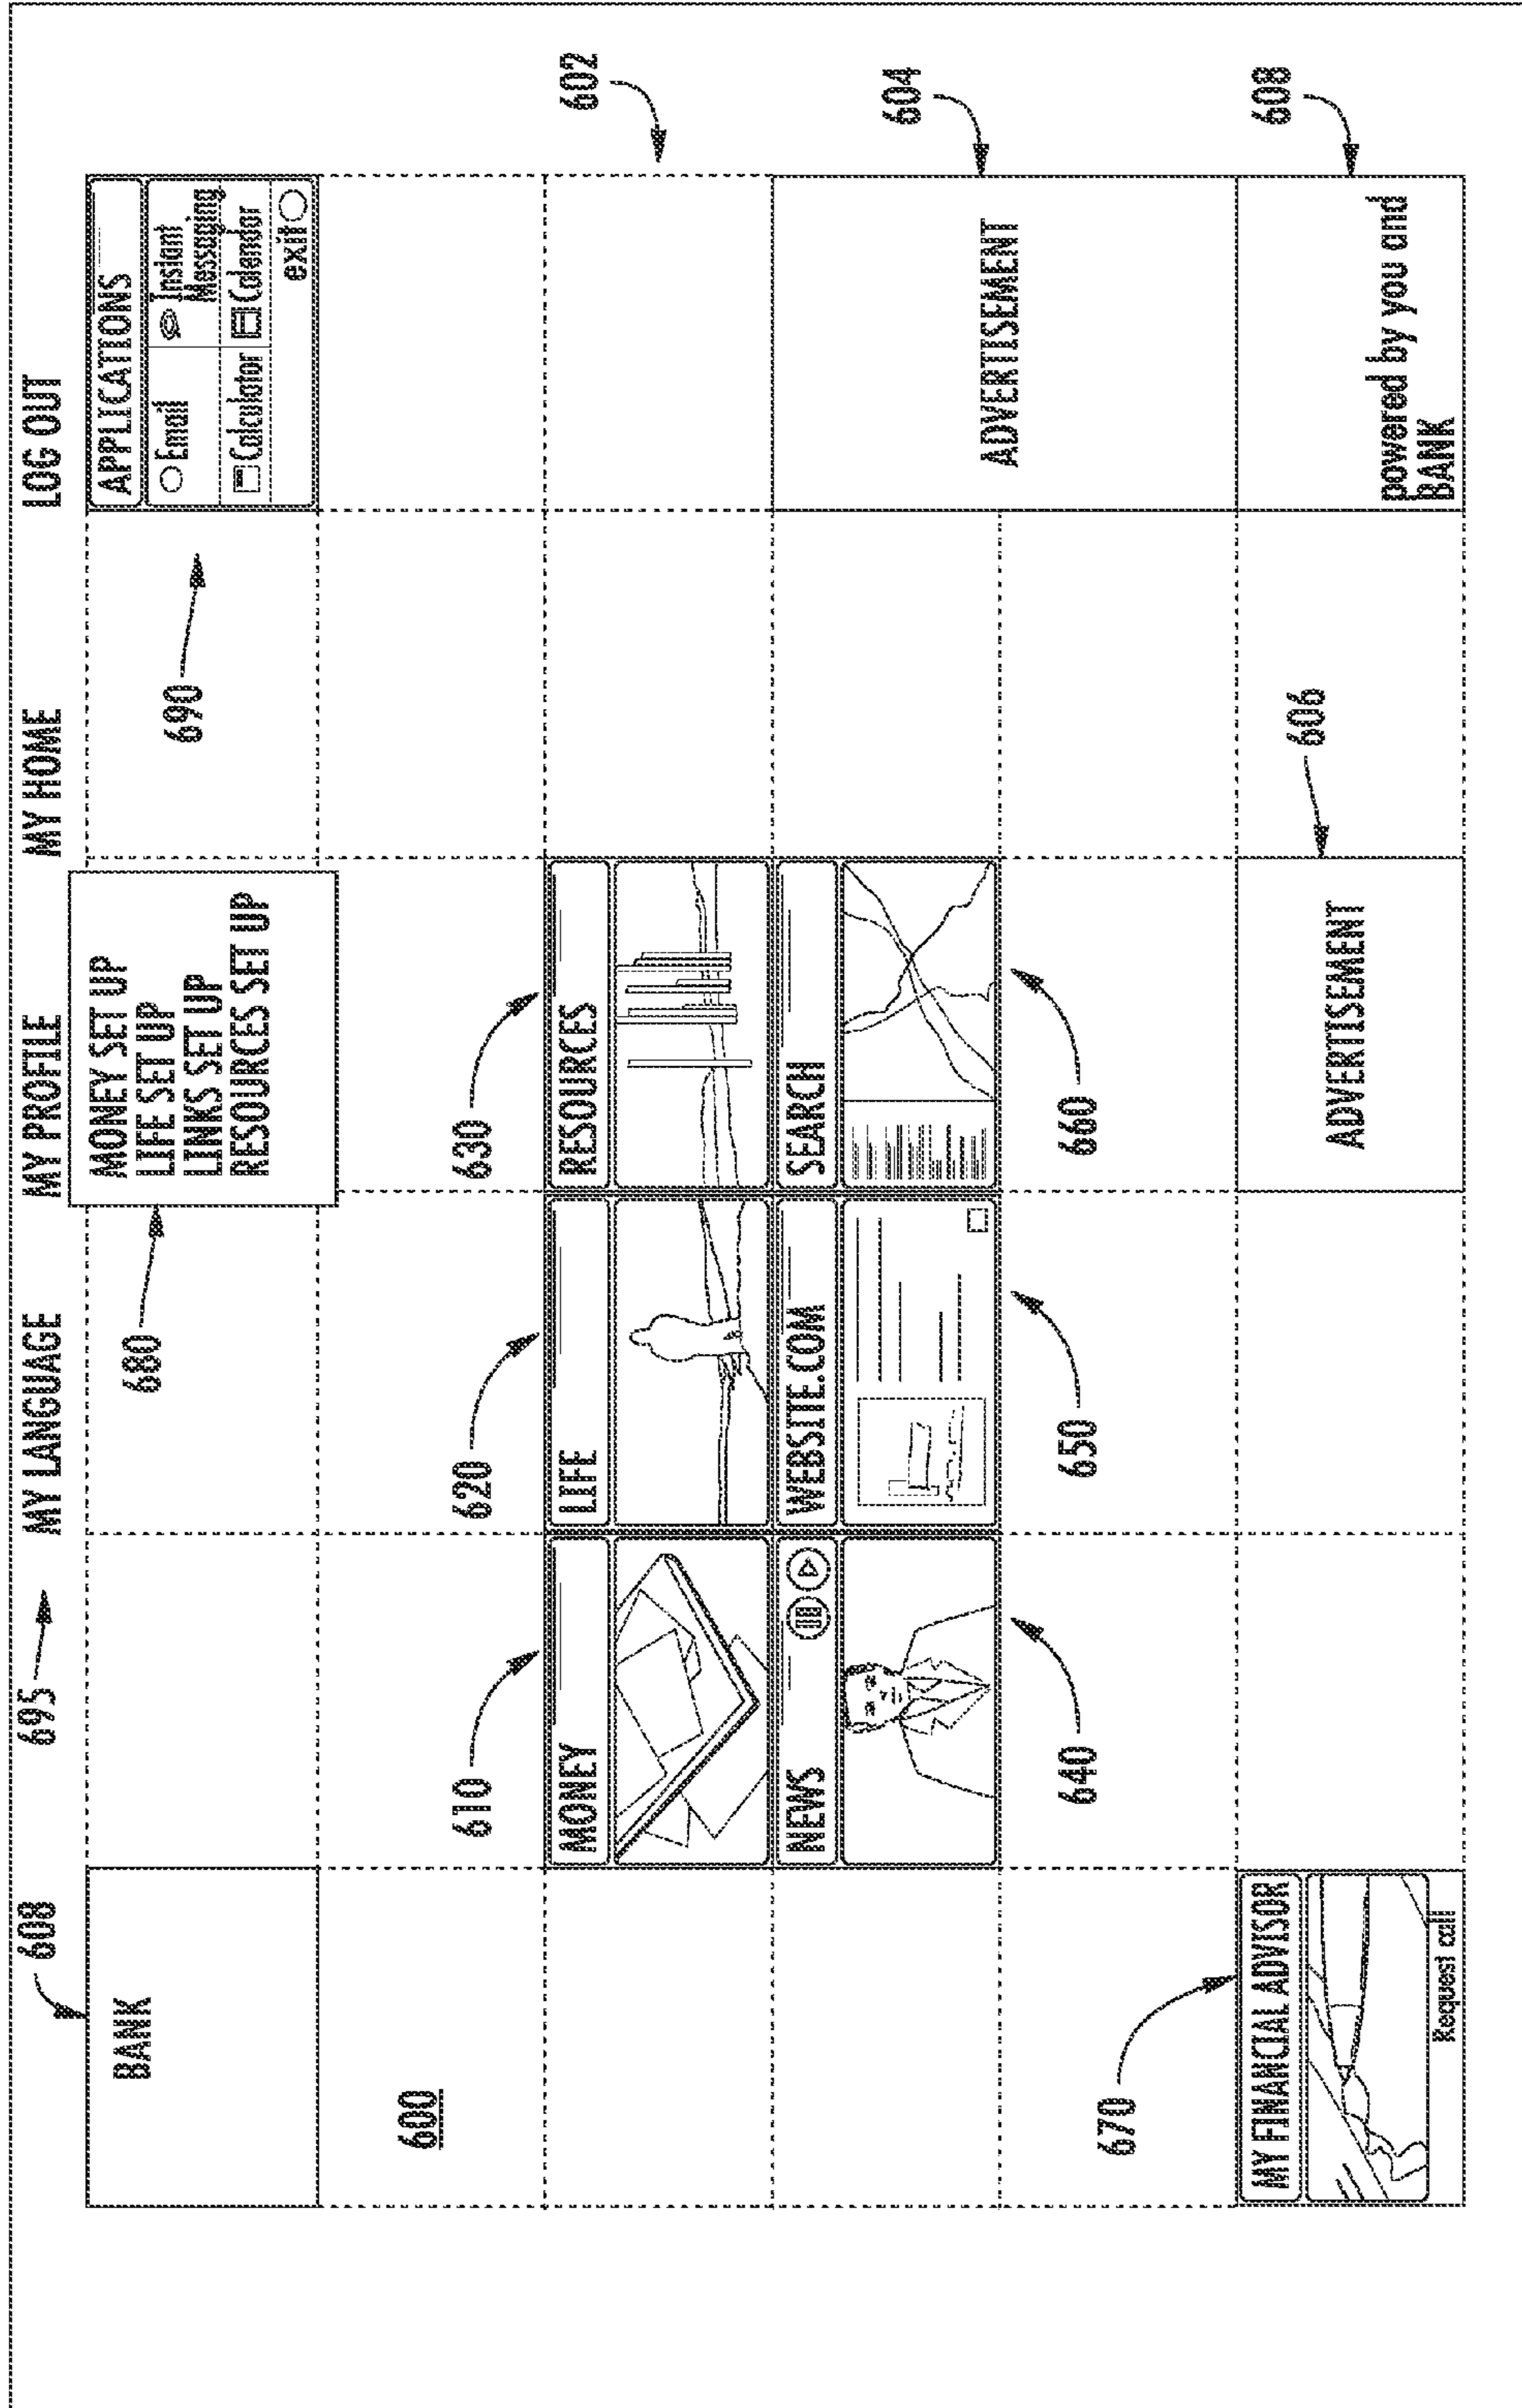 695
MY LANGUAGE
MY PROFILE
MY HOME
LOG OUT
608
BANK
680
MONEY SET UP
LIFE SET UP
LINKS SET UP
RESOURCES SET UP
690
APPLICATIONS
Email
Instant
Messaging
Calculator
Calendar
exit
600
610
620
630
602
MONEY
LIFE
RESOURCES
NEWS
WEBSITE.COM
SEARCH
604
ADVERTISEMENT
640
650
660
670
MY FINANCIAL ADVISOR
Request call
606
ADVERTISEMENT
608
powered by you and
BANK